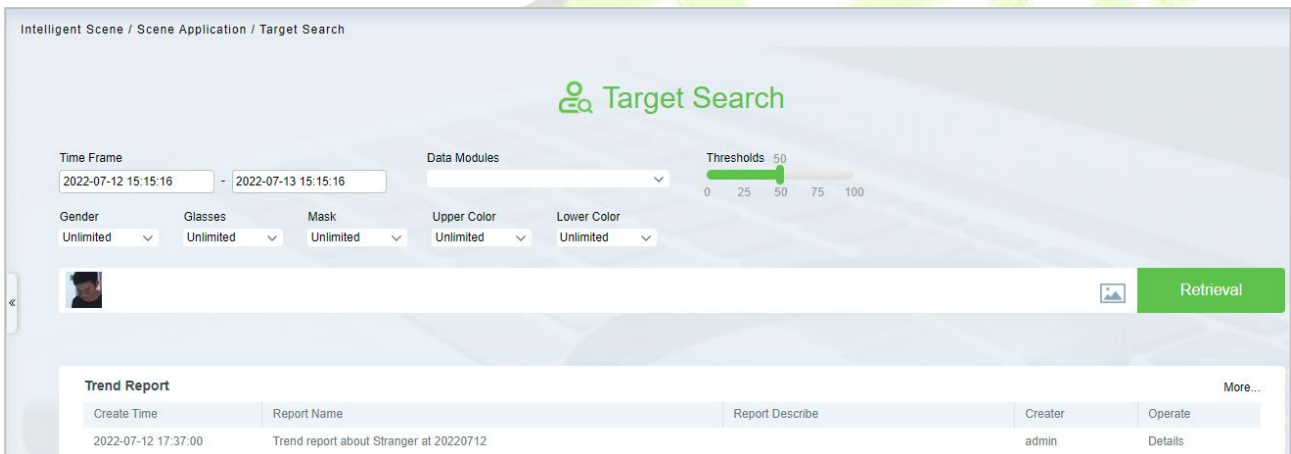 Intelligent Scene / Scene Application / Target Search
Target Search
Time Frame Data Modules Thresholds 50
2022-07-12 15:15:16 - 2022-07-13 15:15:16
0 25 50 75 100
Gender Glasses Mask Upper Color Lower Color
Unlimited Unlimited Unlimited Unlimited Unlimited
«
Retrieval
Trend Report More...
Create Time Report Name Report Describe Creater Operate
2022-07-12 17:37:00 Trend report about Stranger at 20220712 admin Details